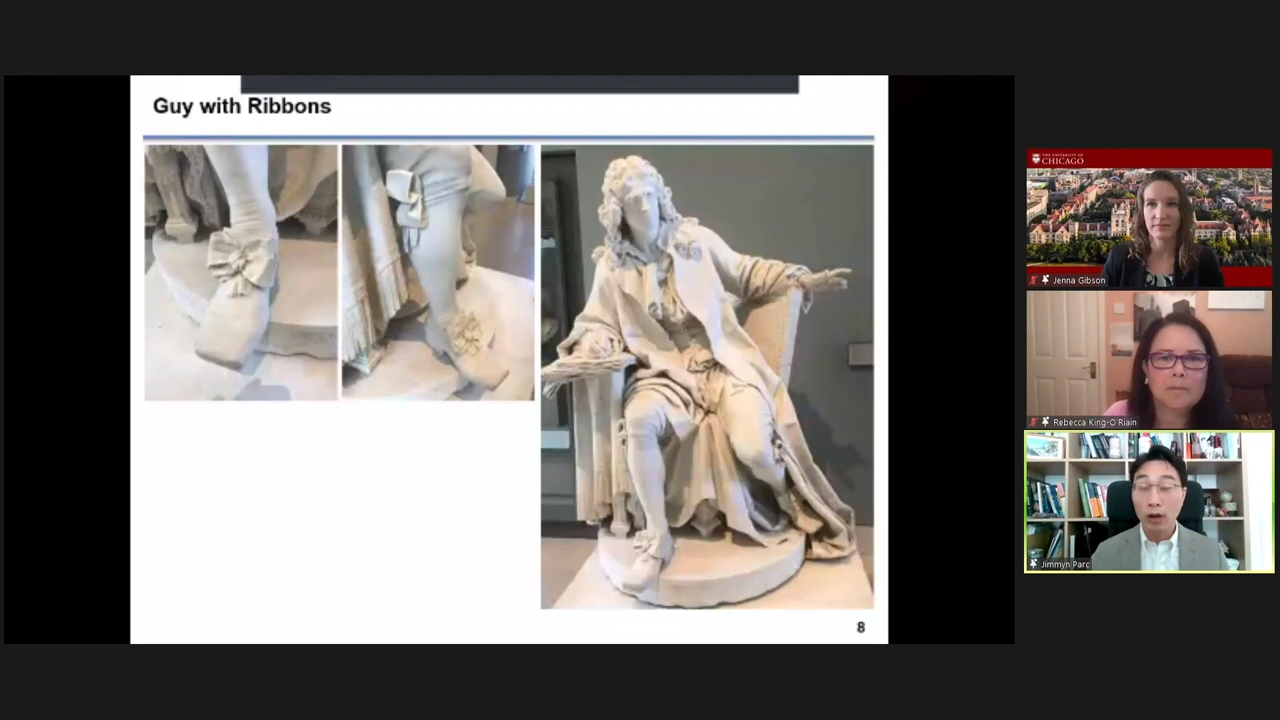 Guy with Ribbons
8
THE UNIVERSITY OF
CHICAGO
Jenna Gibson
Rebecca King-O Riain
Jimmyn Parc